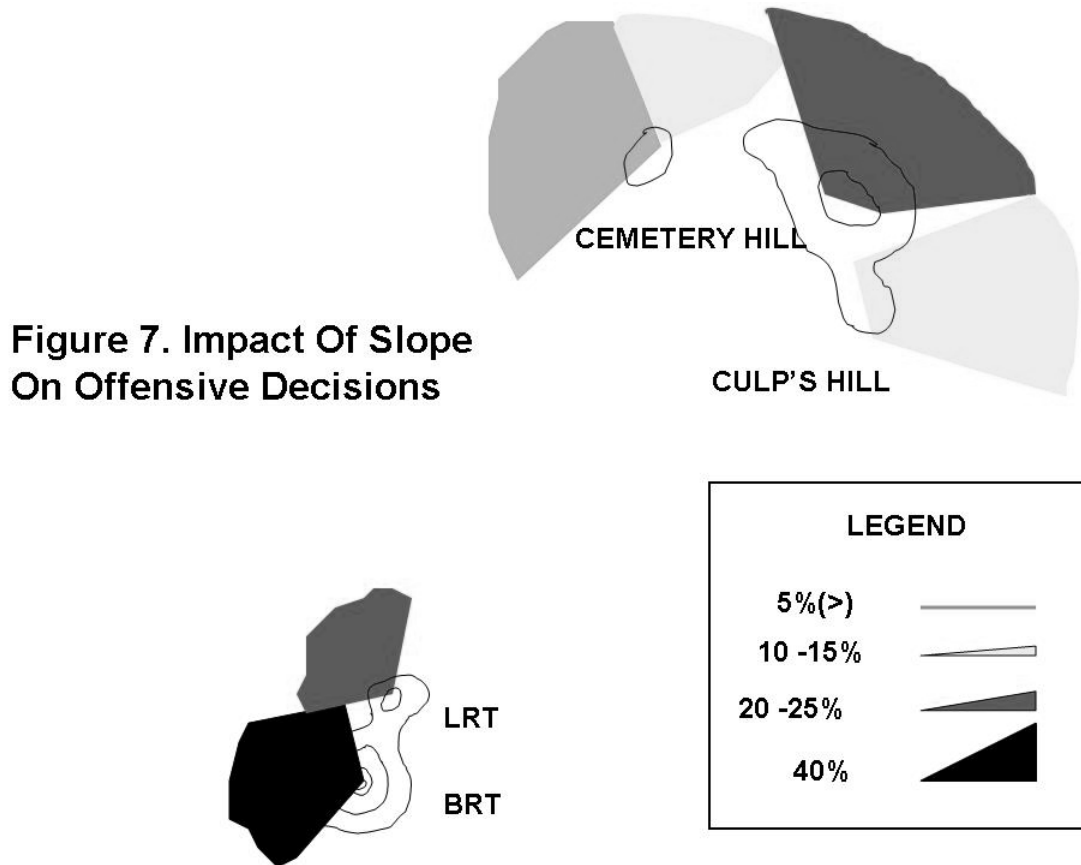 CEMETERY HILL
Figure 7. Impact Of Slope
On Offensive Decisions
CULP'S HILL
LEGEND
5%(>)
10 -15%
20 -25%
40%
LRT
BRT